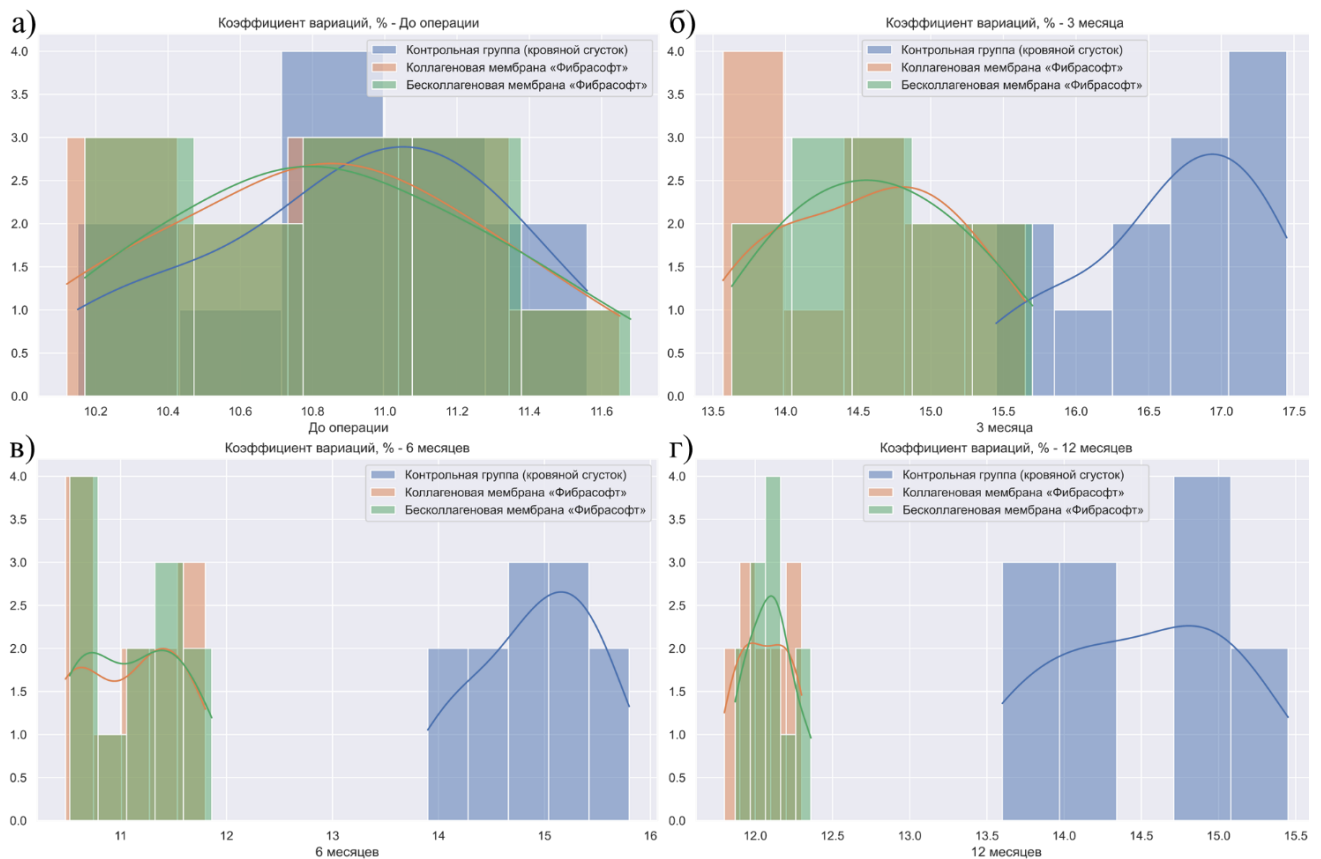 а)
Коэффициент вариаций, % - До операции
Контрольная группа (кровяной сгусток)
Коллагеновая мембрана «Фибрасофт»
Бесколлагеновая мембрана «Фибрасофт»
4.0
3.5
3.0
2.5
2.0
1.5
1.0
0.5
0.0
10.2 10.4 10.6 10.8 11.0 11.2 11.4 11.6
До операции
б)
Коэффициент вариаций, % - 3 месяца
Контрольная группа (кровяной сгусток)
Коллагеновая мембрана «Фибрасофт»
Бесколлагеновая мембрана «Фибрасофт»
4.0
3.5
3.0
2.5
2.0
1.5
1.0
0.5
0.0
13.5 14.0 14.5 15.0 15.5 16.0 16.5 17.0 17.5
3 месяца
в)
Коэффициент вариаций, % - 6 месяцев
Контрольная группа (кровяной сгусток)
Коллагеновая мембрана «Фибрасофт»
Бесколлагеновая мембрана «Фибрасофт»
4.0
3.5
3.0
2.5
2.0
1.5
1.0
0.5
0.0
11 12 13 14 15 16
6 месяцев
г)
Коэффициент вариаций, % - 12 месяцев
Контрольная группа (кровяной сгусток)
Коллагеновая мембрана «Фибрасофт»
Бесколлагеновая мембрана «Фибрасофт»
4.0
3.5
3.0
2.5
2.0
1.5
1.0
0.5
0.0
12.0 12.5 13.0 13.5 14.0 14.5 15.0 15.5
12 месяцев